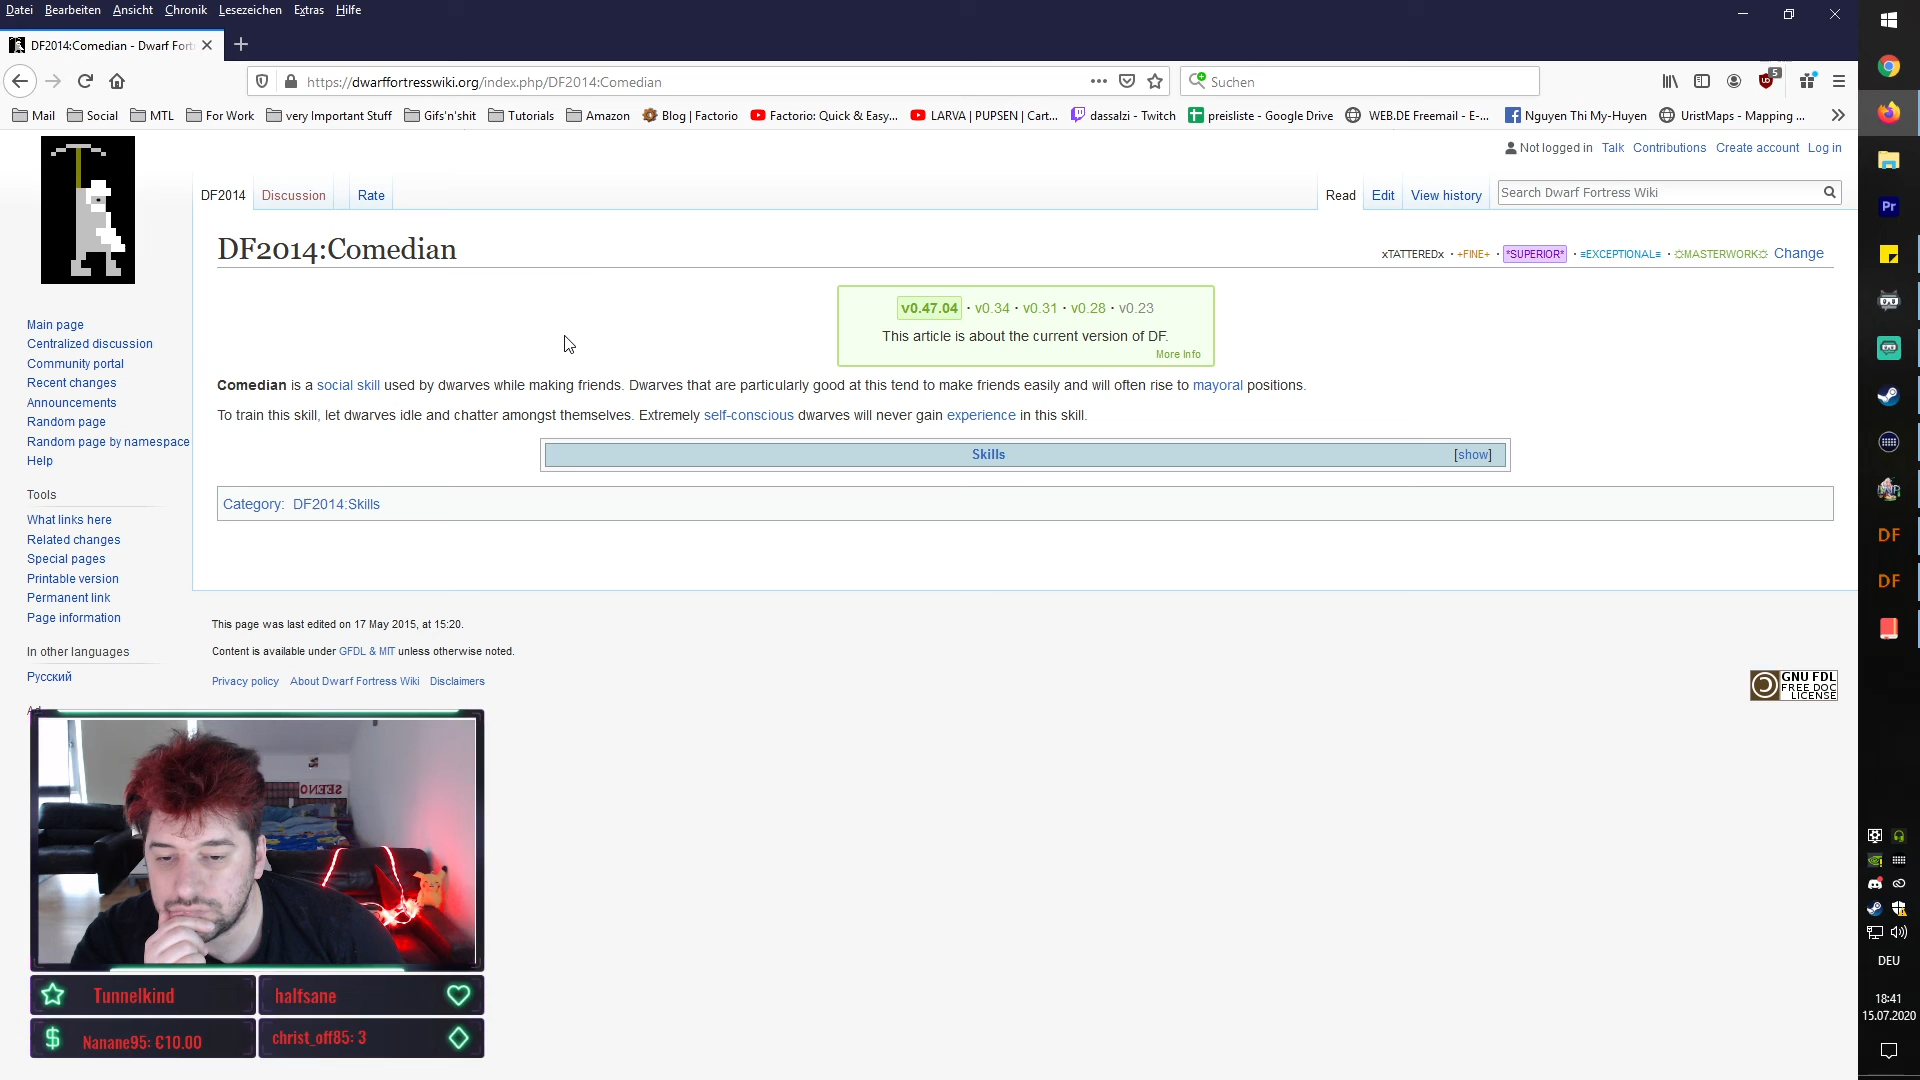 Datei Bearbeiten Ansicht Chronik Lesezeichen Extras Hilfe
DF2014:Comedian - Dwarf Fort
https://dwarffortresswiki.org/index.php/DF2014:Comedian
Suchen
5
Mail Social MTL For Work very Important Stuff Gifs'n'shit Tutorials Amazon Blog | Factorio Factorio: Quick & Easy... LARVA | PUPSEN | Cart... dassalzi - Twitch preisliste - Google Drive WEB.DE Freemail - E-... Nguyen Thi My-Huyen UristMaps - Mapping ...
Not logged in Talk Contributions Create account Log in
DF2014 Discussion Rate
Read Edit View history Search Dwarf Fortress Wiki
DF2014:Comedian
xTATTEREDx · +FINE+ · *SUPERIOR* · ≡EXCEPTIONAL≡ · ☼MASTERWORK☼ Change
v0.47.04 · v0.34 · v0.31 · v0.28 · v0.23
This article is about the current version of DF.
More Info
Comedian is a social skill used by dwarves while making friends. Dwarves that are particularly good at this tend to make friends easily and will often rise to mayoral positions.
To train this skill, let dwarves idle and chatter amongst themselves. Extremely self-conscious dwarves will never gain experience in this skill.
Skills [show]
Category: DF2014:Skills
Main page
Centralized discussion
Community portal
Recent changes
Announcements
Random page
Random page by namespace
Help
Tools
What links here
Related changes
Special pages
Printable version
Permanent link
Page information
In other languages
Русский
Ad
This page was last edited on 17 May 2015, at 15:20.
Content is available under GFDL & MIT unless otherwise noted.
Privacy policy About Dwarf Fortress Wiki Disclaimers
GNU FDL
FREE DOC
LICENSE
Tunnelkind
halfsane
Nanane95: €10.00
christ_off85: 3
Pr
DF
DF
DEU
18:41
15.07.2020